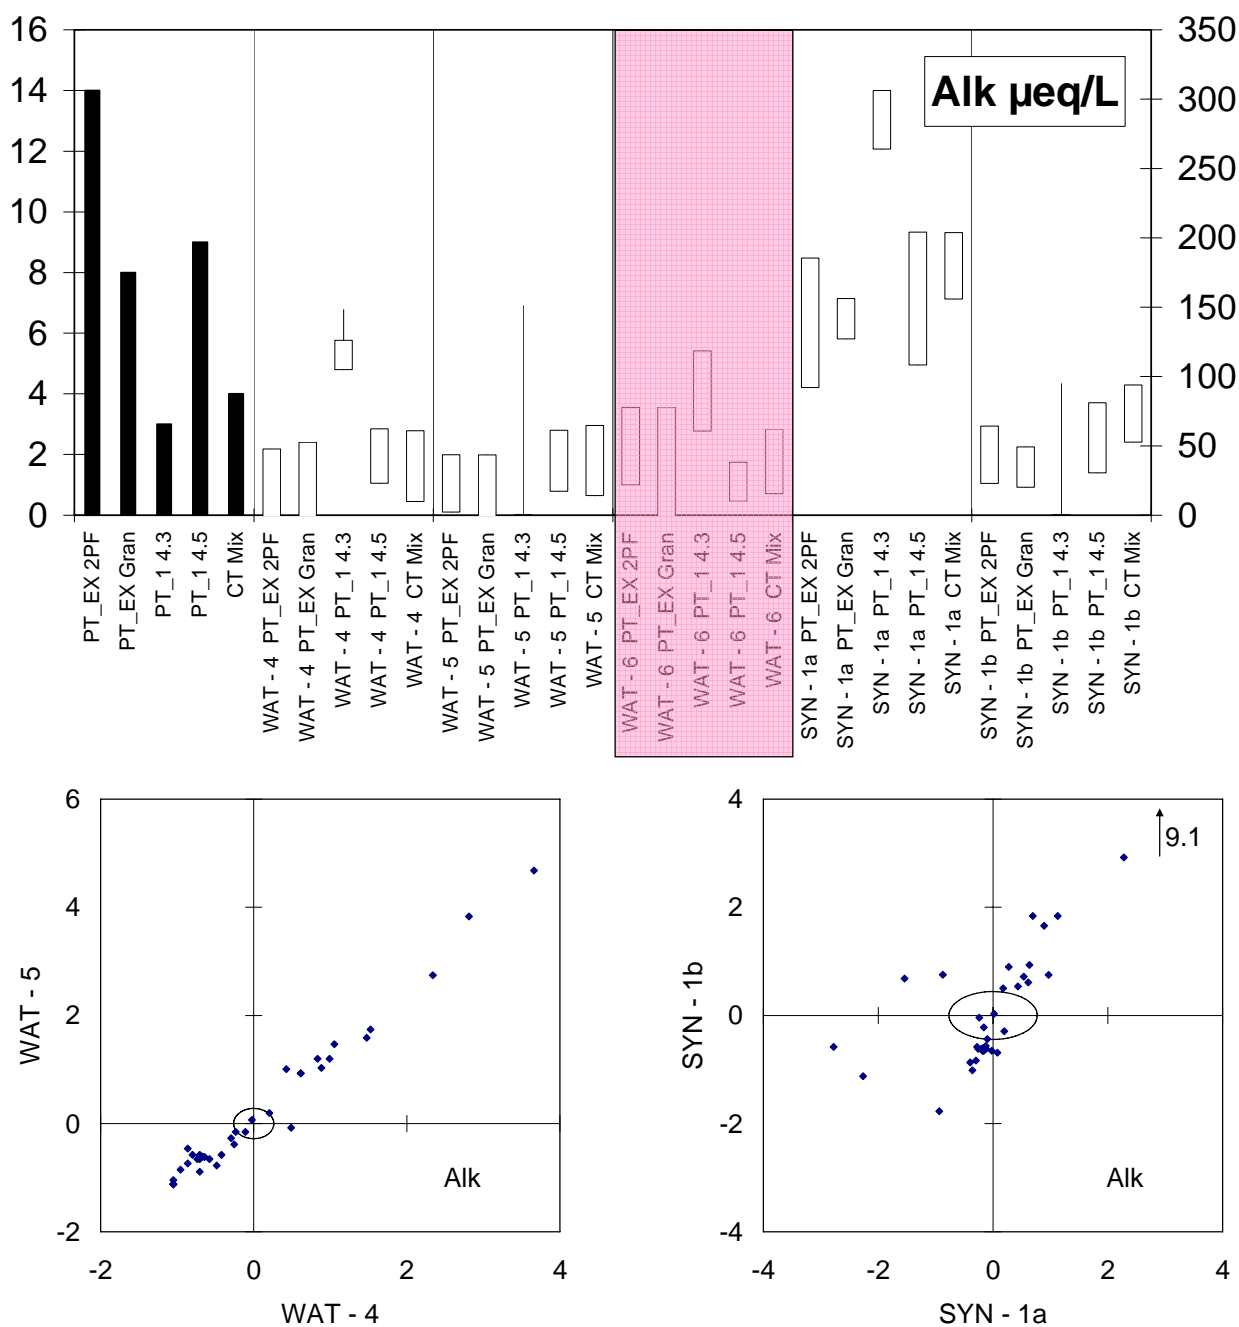 16
14
12
10
8
6
4
2
0
350
300
250
200
150
100
50
0
Alk µeq/L
PT_EX 2PF
PT_EX Gran
PT_1 4.3
PT_1 4.5
CT Mix
WAT - 4 PT_EX 2PF
WAT - 4 PT_EX Gran
WAT - 4 PT_1 4.3
WAT - 4 PT_1 4.5
WAT - 4 CT Mix
WAT - 5 PT_EX 2PF
WAT - 5 PT_EX Gran
WAT - 5 PT_1 4.3
WAT - 5 PT_1 4.5
WAT - 5 CT Mix
WAT - 6 PT_EX 2PF
WAT - 6 PT_EX Gran
WAT - 6 PT_1 4.3
WAT - 6 PT_1 4.5
WAT - 6 CT Mix
SYN - 1a PT_EX 2PF
SYN - 1a PT_EX Gran
SYN - 1a PT_1 4.3
SYN - 1a PT_1 4.5
SYN - 1a CT Mix
SYN - 1b PT_EX 2PF
SYN - 1b PT_EX Gran
SYN - 1b PT_1 4.3
SYN - 1b PT_1 4.5
SYN - 1b CT Mix
6
4
2
0
-2
WAT - 5
Alk
-2 0 2 4
WAT - 4
4
2
0
-2
-4
SYN - 1b
9.1
Alk
-4 -2 0 2 4
SYN - 1a